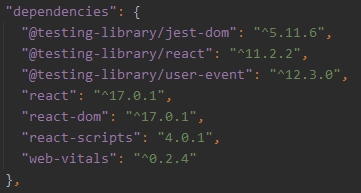 "dependencies": {
"@testing-library/jest-dom": "^5.11.6",
"@testing-library/react": "^11.2.2",
"@testing-library/user-event": "^12.3.0",
"react": "^17.0.1",
"react-dom": "^17.0.1",
"react-scripts": "4.0.1",
"web-vitals": "^0.2.4"
},